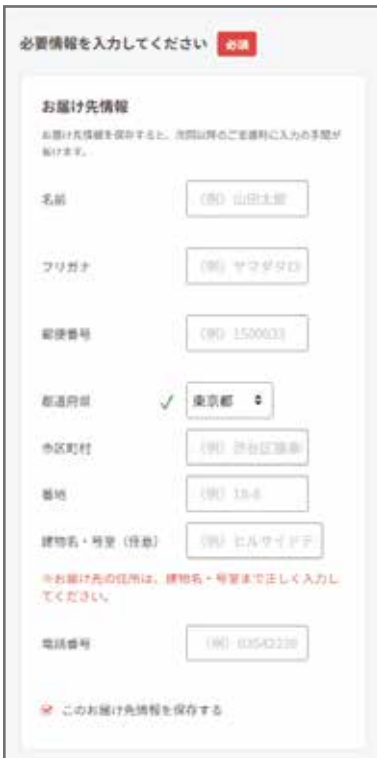 必要情報を入力してください 必須
お届け先情報
お届け先情報を保存すると、次回以降のご支援時に入力の手間が
省けます。
名前 (例) 山田太郎
フリガナ (例) ヤマダタロ
郵便番号 (例) 1500033
都道府県 ✓ 東京都
市区町村 (例) 渋谷区猿楽
番地 (例) 18-8
建物名・号室(任意) (例) ヒルサイドテ
※お届け先の住所は、建物名・号室まで正しく入力し
てください。
電話番号 (例)
このお届け先情報を保存する